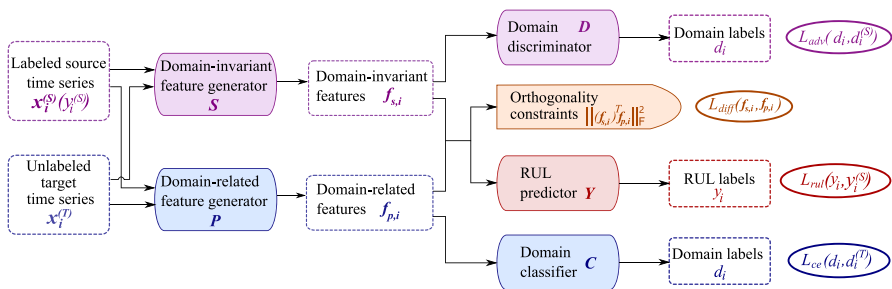 Labeled source
time series
x_i^(S)(y_i^(S))
Unlabeled
target
time series
x_i^(T)
Domain-invariant
feature generator
S
Domain-related
feature generator
P
Domain-invariant
features f_s,i
Domain-related
features f_p,i
Domain D
discriminator
Orthogonality
constraints ||(f_s,i)^T f_p,i||_F^2
RUL
predictor Y
Domain
classifier C
Domain labels
d_i
RUL labels
y_i
Domain labels
d_i
L_adv(d_i,d_i^(S))
L_diff(f_s,i,f_p,i)
L_rul(y_i,y_i^(S))
L_ce(d_i,d_i^(T))